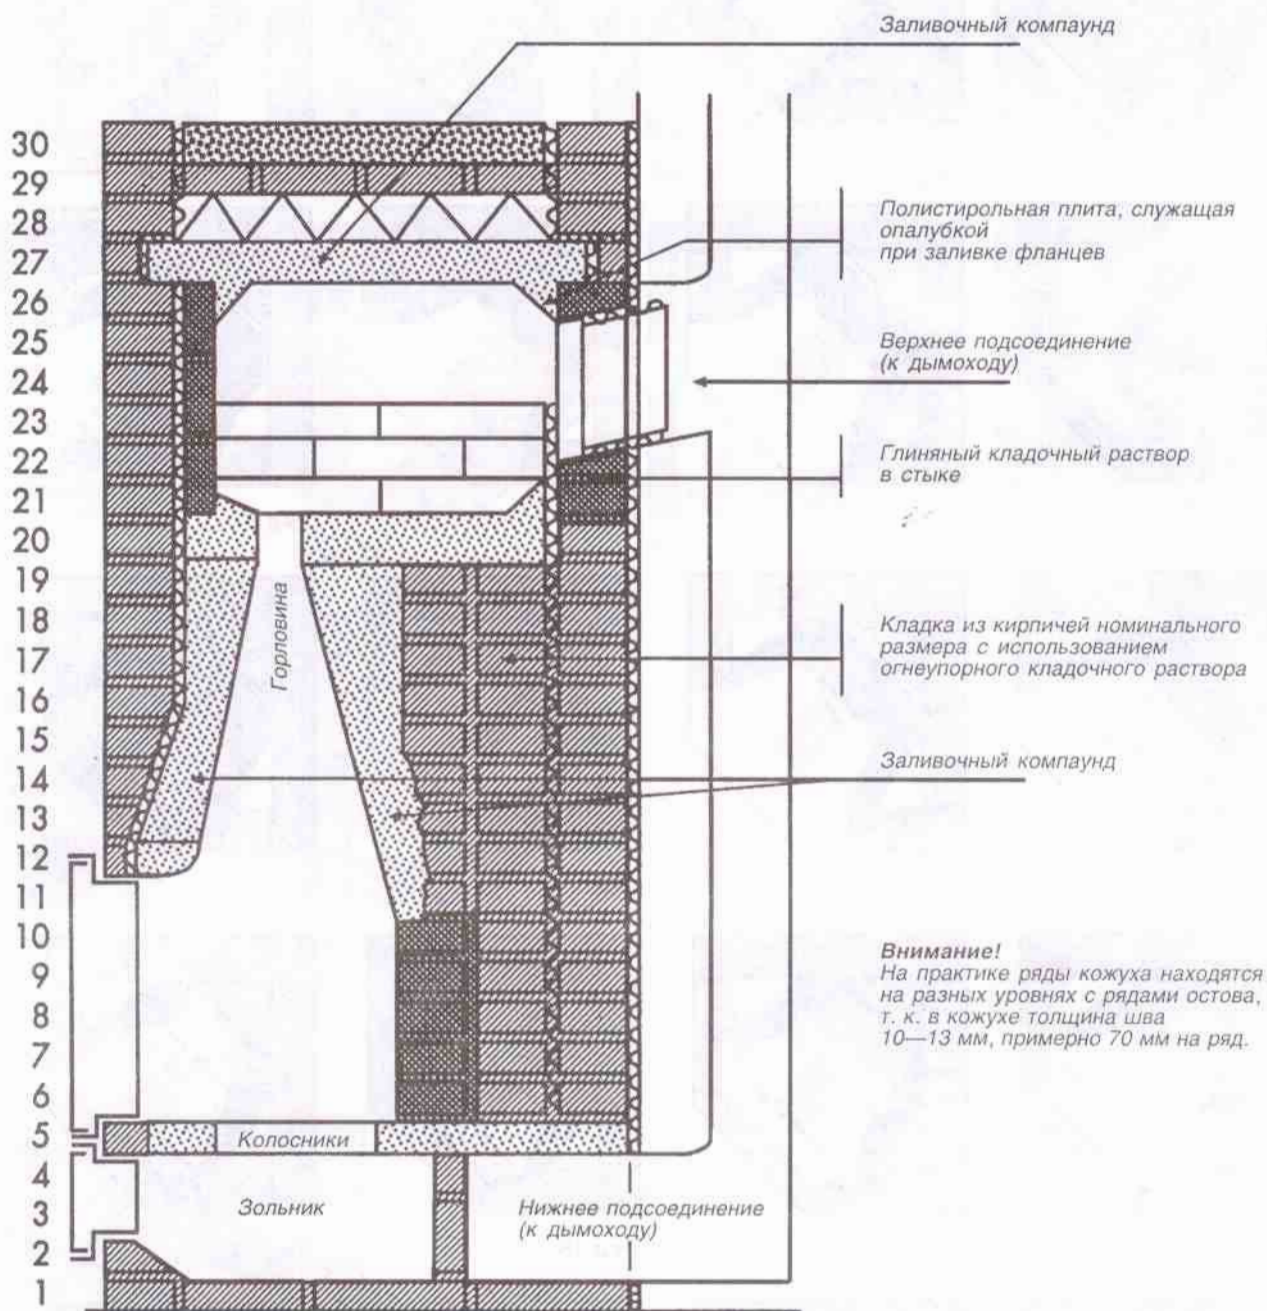 Заливочный компаунд
30
29
28
27
26
25
24
23
22
21
20
19
18
17
16
15
14
13
12
11
10
9
8
7
6
5
4
3
2
1
Полистирольная плита, служащая
опалубкой
при заливке фланцев
Верхнее подсоединение
(к дымоходу)
Глиняный кладочный раствор
в стыке
Горловина
Кладка из кирпичей номинального
размера с использованием
огнеупорного кладочного раствора
Заливочный компаунд
Внимание!
На практике ряды кожуха находятся
на разных уровнях с рядами остова,
т. к. в кожухе толщина шва
10—13 мм, примерно 70 мм на ряд.
Колосники
Зольник
Нижнее подсоединение
(к дымоходу)